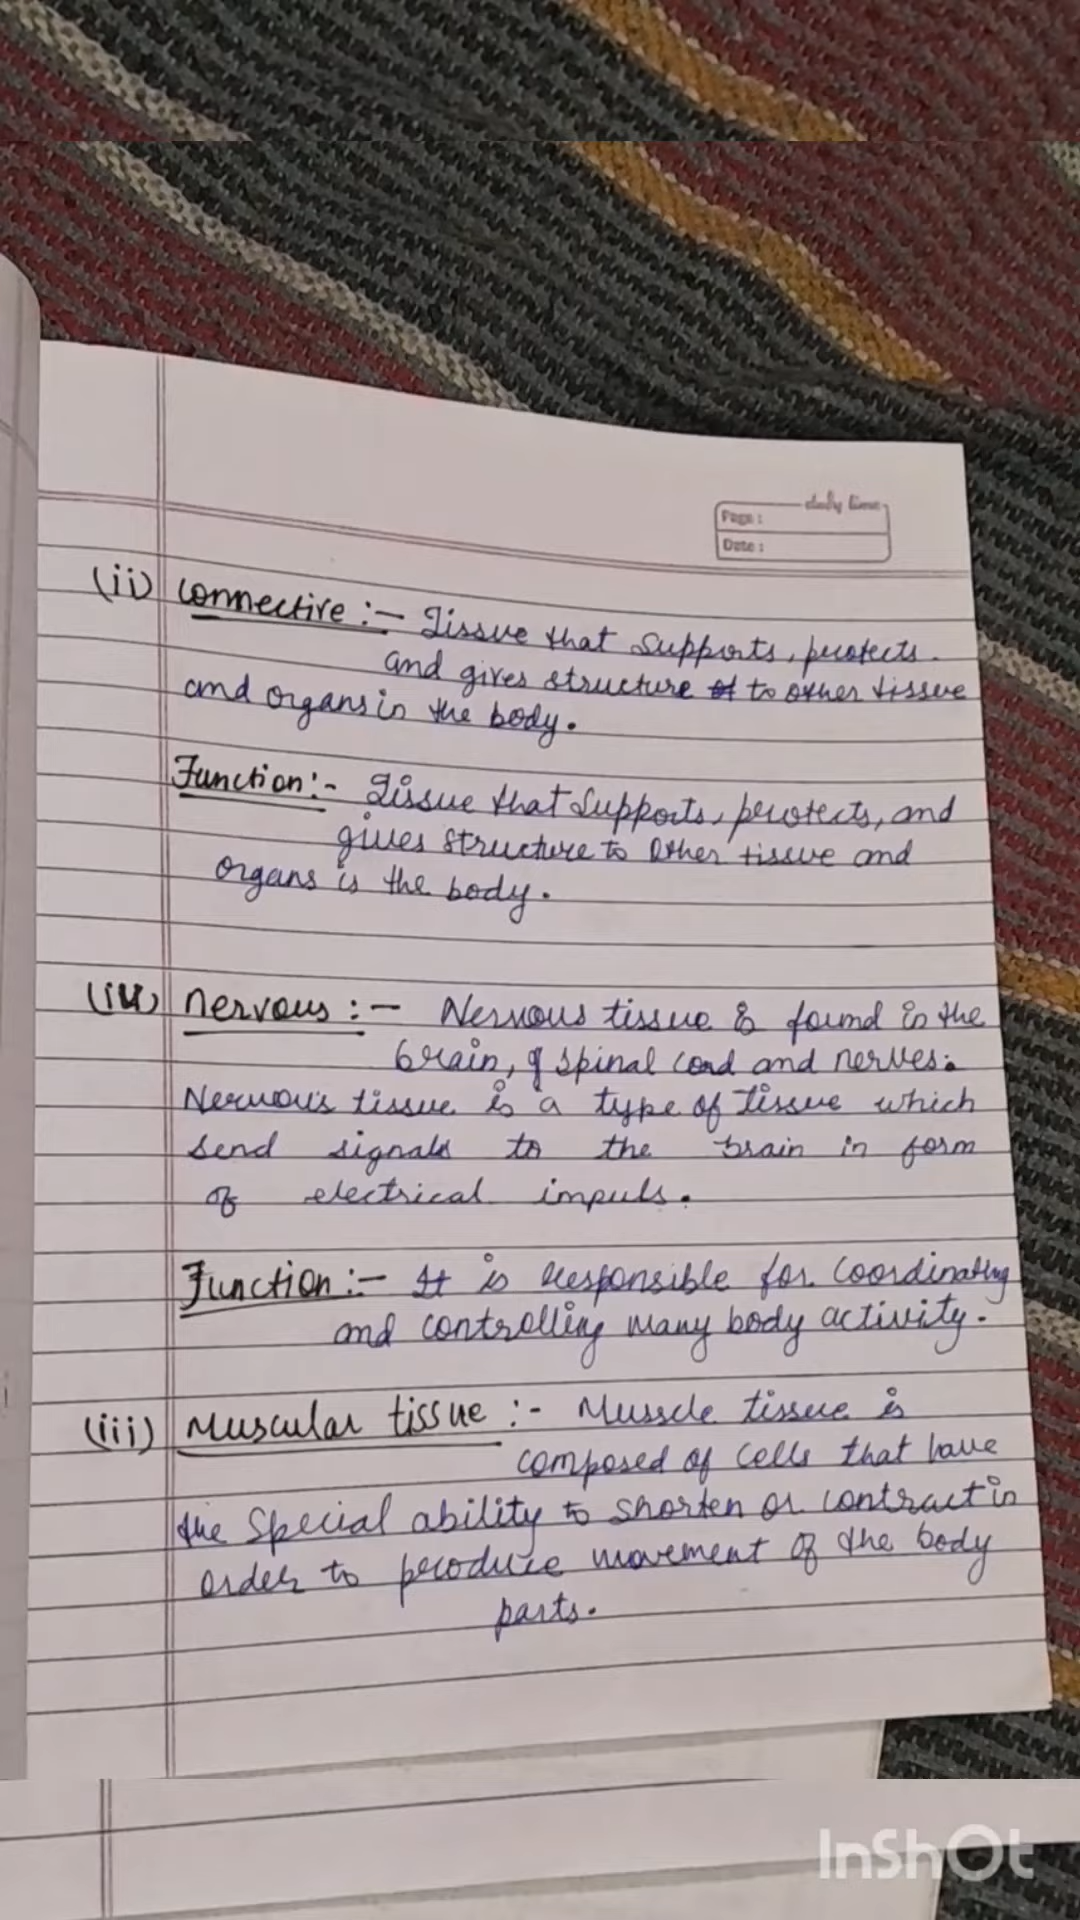 daily time
Page :
Date :
(ii) Connective :- Tissue that supports, protects
and gives structure to other tissue
and organs in the body.
Function:- Tissue that supports, protects, and
gives structure to other tissue and
organs is the body.
(iv) nervous :- Nervous tissue is found in the
brain, spinal cord and nerves.
Nervous tissue is a type of tissue which
send signals to the brain in form
of electrical impuls.
Function :- It is responsible for coordinating
and controlling many body activity.
(iii) Muscular tissue :- Musscle tissue is
composed of cells that have
the special ability to shorten or contract in
order to produce movement of the body
parts.
InShOt